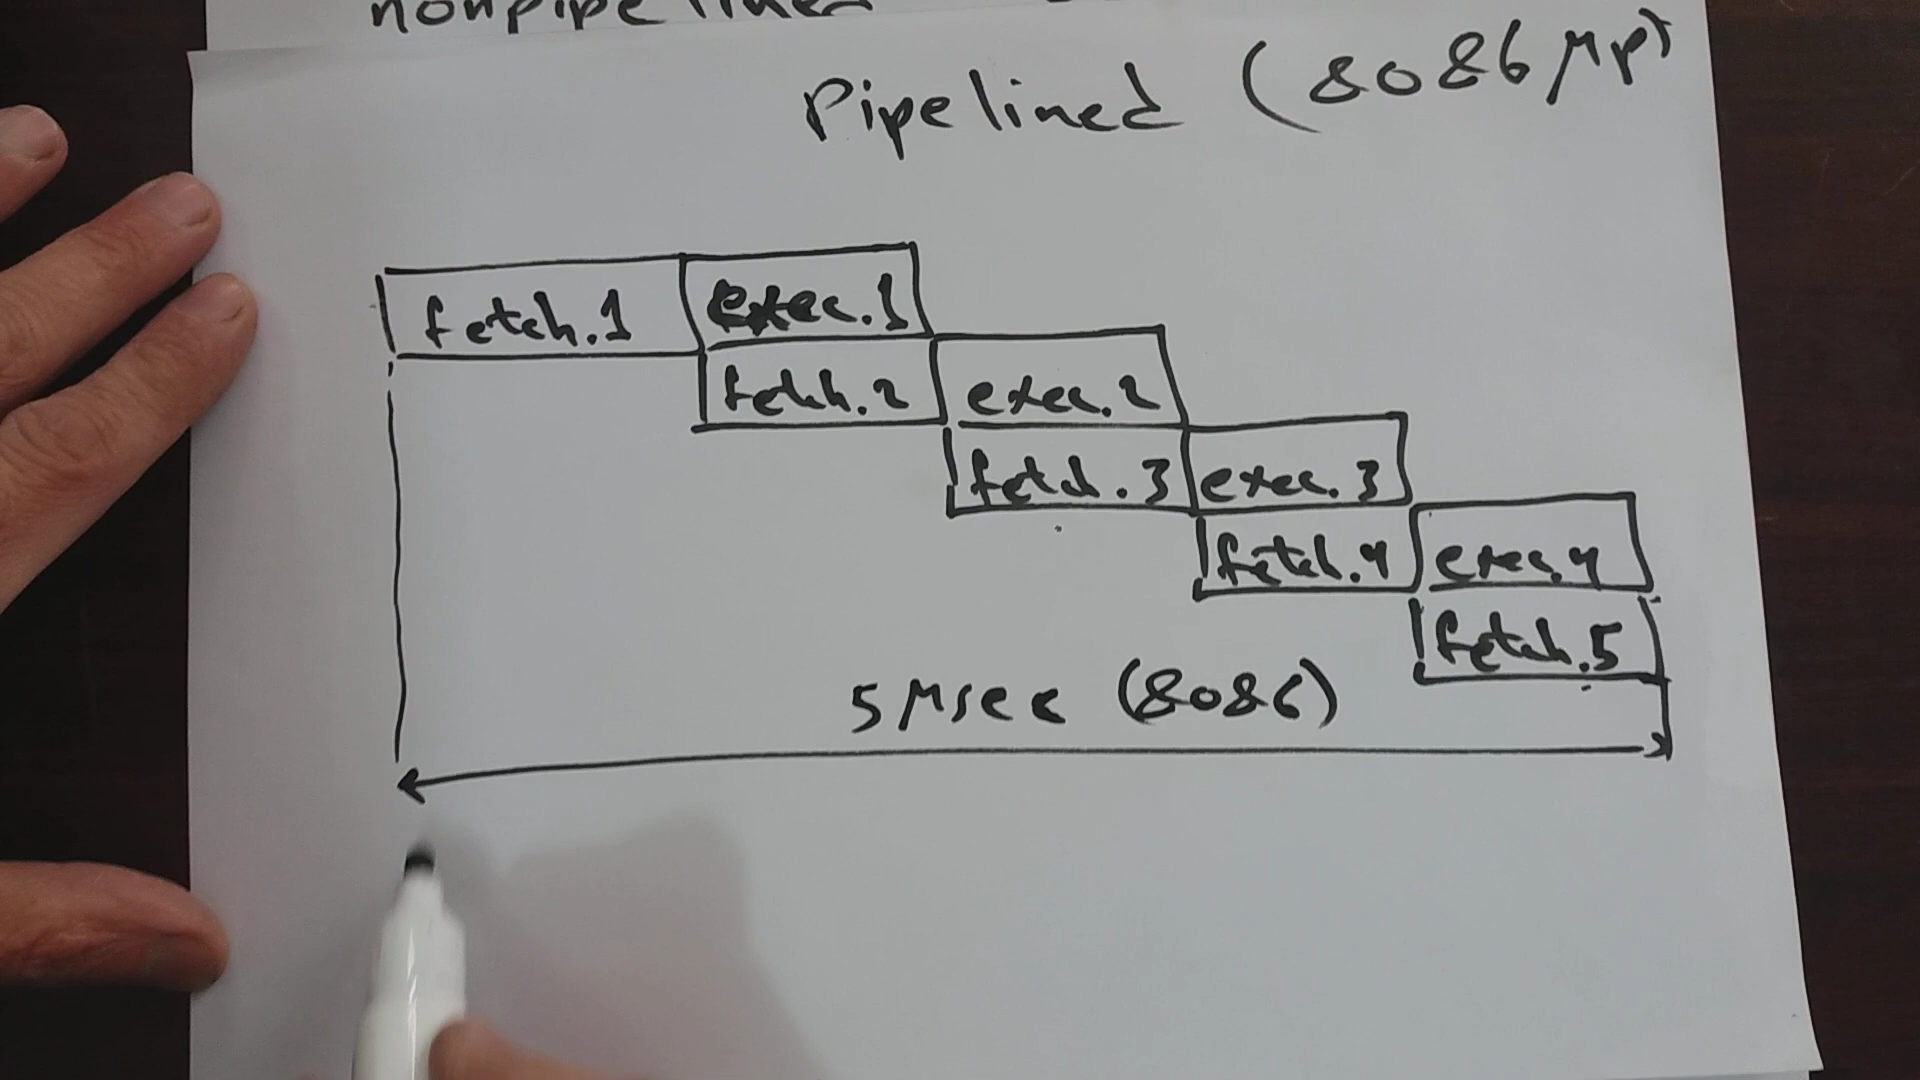 nonpipelined
Pipelined (8086 μp)
fetch.1 exec.1
fetch.2 exec.2
fetch.3 exec.3
fetch.4 exec.4
fetch.5
5 μsec (8086)